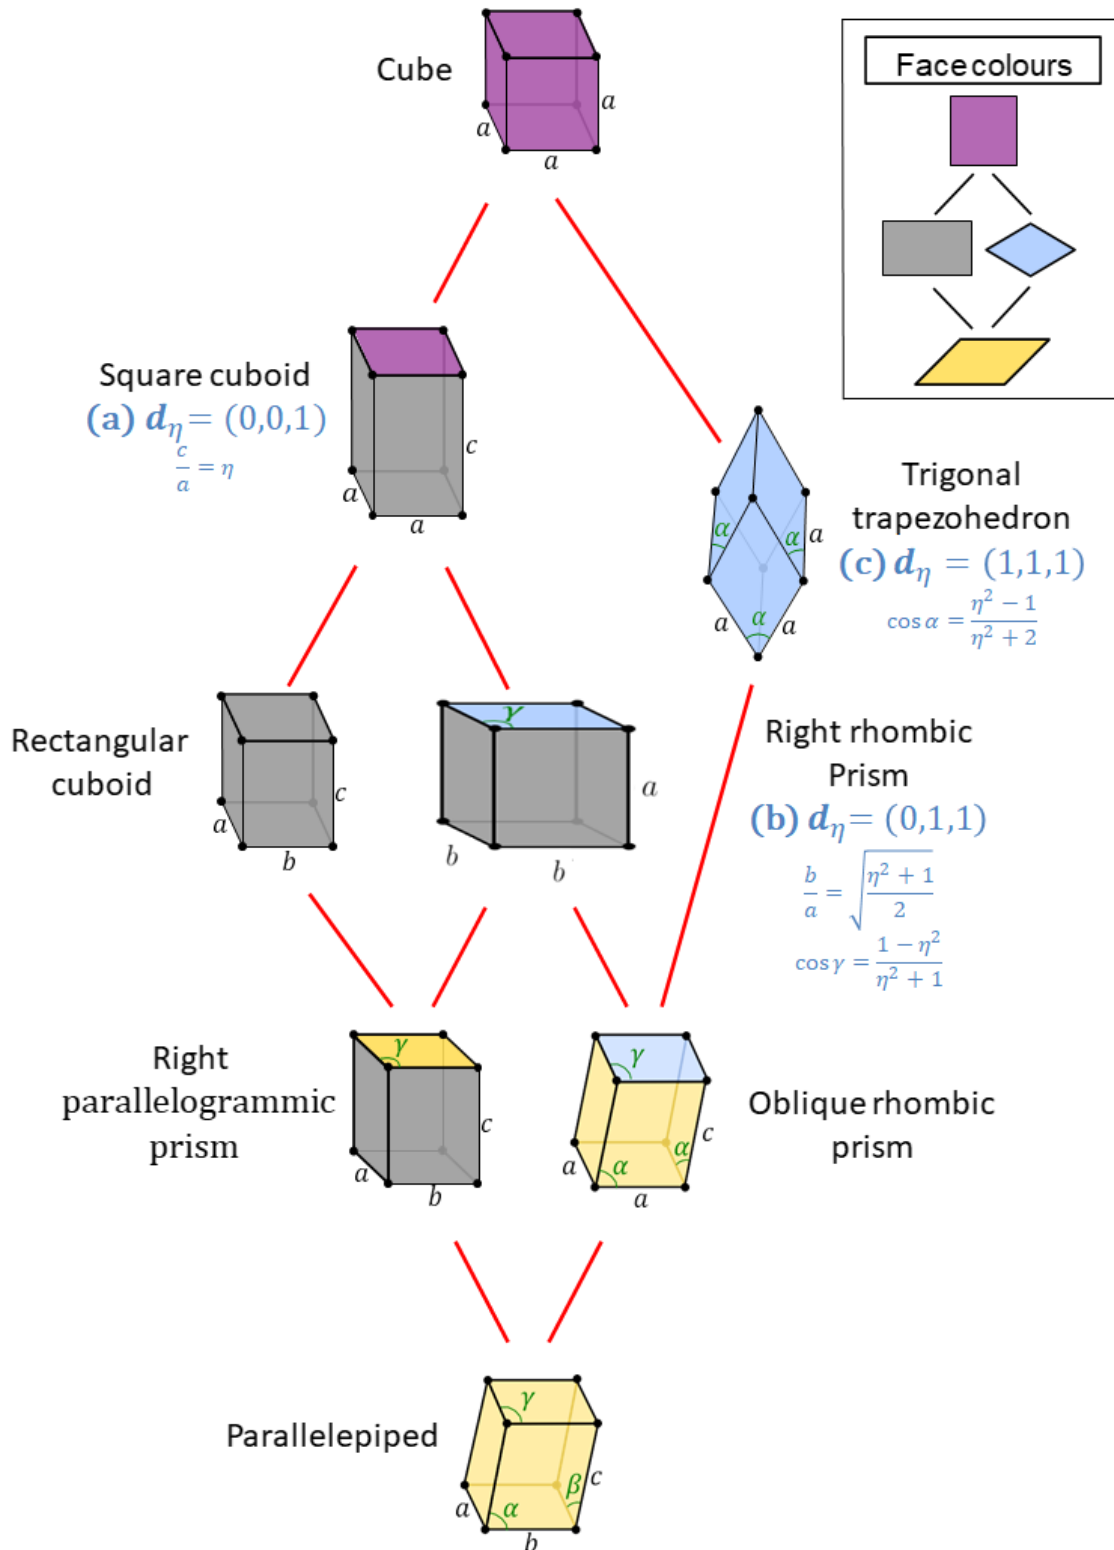 Cube
a
a
a
Face colours
Square cuboid
(a) d_η = (0,0,1)
c/a = η
c
a
a
Trigonal
trapezohedron
(c) d_η = (1,1,1)
cos α = (η² − 1)/(η² + 2)
α
α
a
α
a
a
Rectangular
cuboid
c
a
b
γ
a
b
b
Right rhombic
Prism
(b) d_η = (0,1,1)
b/a = √((η² + 1)/2)
cos γ = (1 − η²)/(η² + 1)
Right
parallelogrammic
prism
γ
c
a
b
γ
c
α
α
a
a
Oblique rhombic
prism
Parallelepiped
γ
c
β
α
a
b